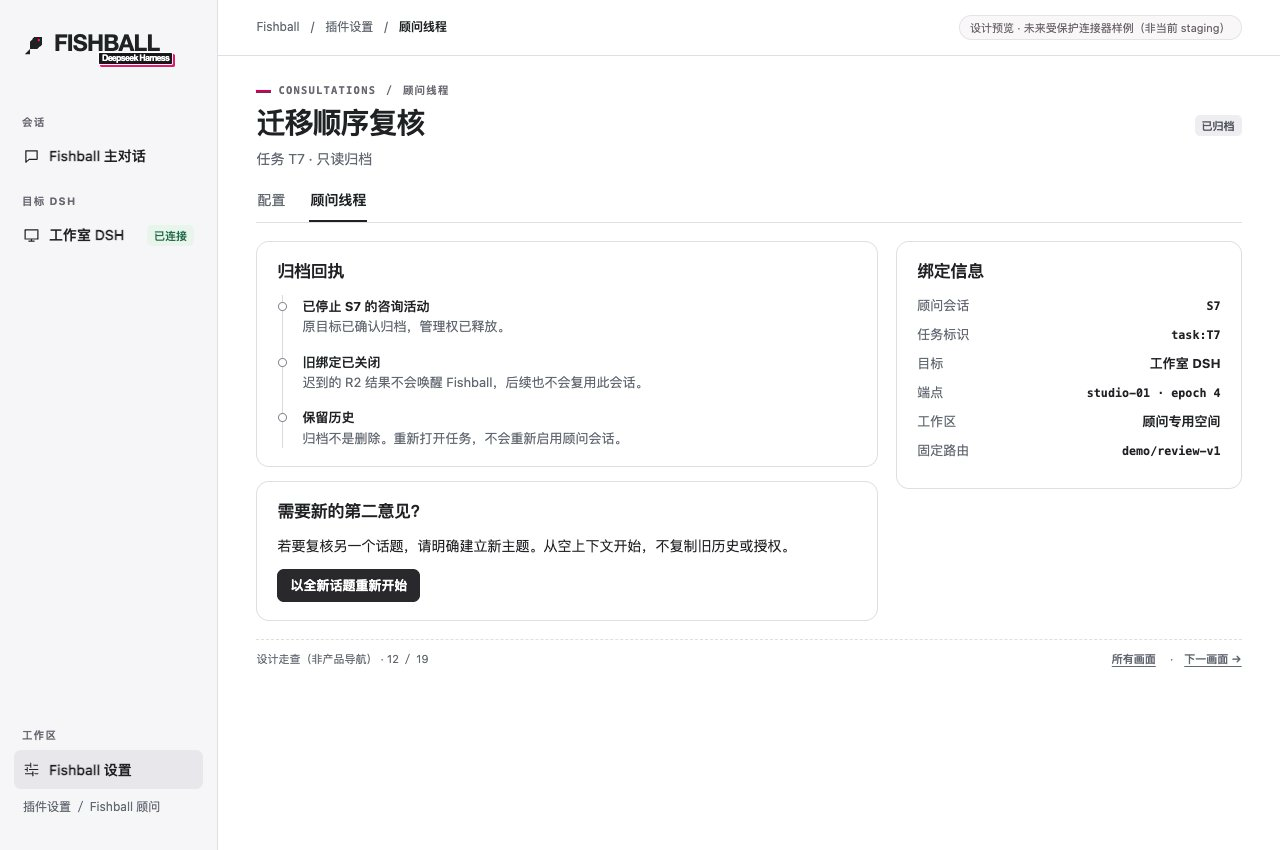 FISHBALL
Deepseek Harness
会话
Fishball 主对话
目标 DSH
工作室 DSH
已连接
工作区
Fishball 设置
插件设置 / Fishball 顾问
Fishball / 插件设置 / 顾问线程
设计预览 · 未来受保护连接器样例（非当前 staging）
CONSULTATIONS / 顾问线程
迁移顺序复核
已归档
任务 T7 · 只读归档
配置
顾问线程
归档回执
已停止 S7 的咨询活动
原目标已确认归档，管理权已释放。
旧绑定已关闭
迟到的 R2 结果不会唤醒 Fishball，后续也不会复用此会话。
保留历史
归档不是删除。重新打开任务，不会重新启用顾问会话。
需要新的第二意见？
若要复核另一个话题，请明确建立新主题。从空上下文开始，不复制旧历史或授权。
以全新话题重新开始
绑定信息
顾问会话 S7
任务标识 task:T7
目标 工作室 DSH
端点 studio-01 · epoch 4
工作区 顾问专用空间
固定路由 demo/review-v1
设计走查（非产品导航） · 12 / 19
所有画面 · 下一画面 →